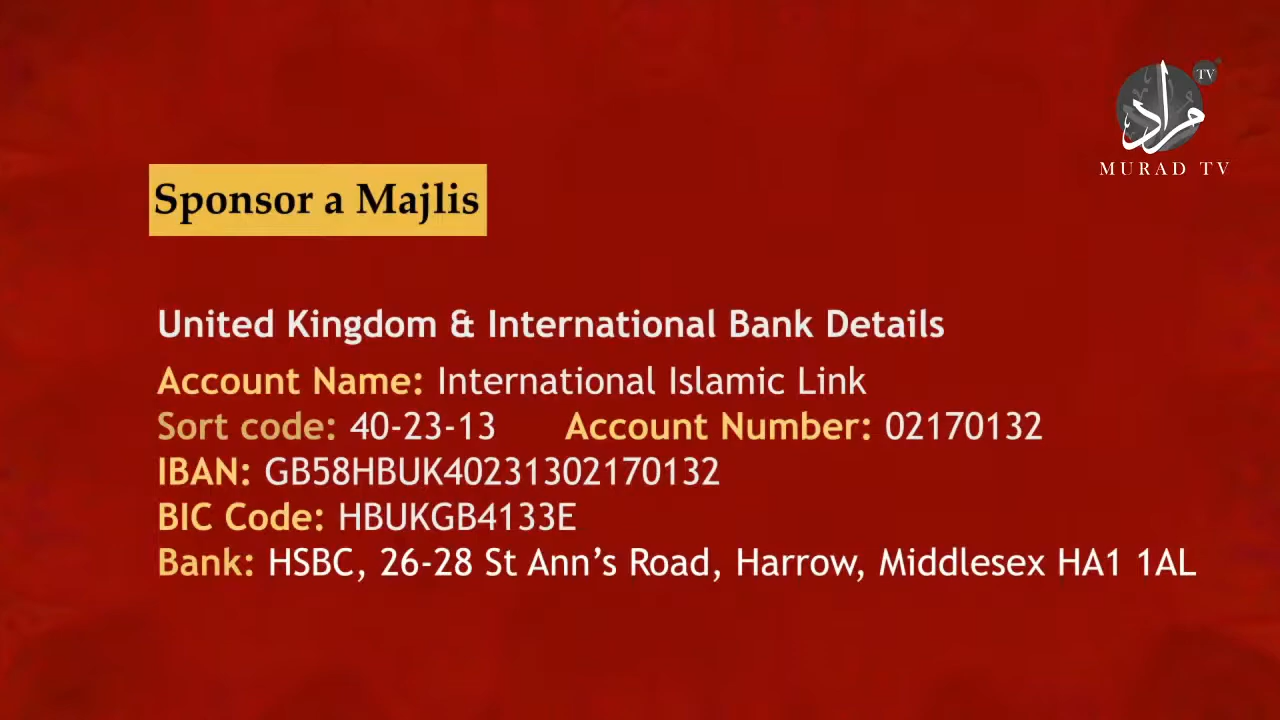 TV
مراد
MURAD TV
Sponsor a Majlis
United Kingdom & International Bank Details
Account Name: International Islamic Link
Sort code: 40-23-13 Account Number: 02170132
IBAN: GB58HBUK40231302170132
BIC Code: HBUKGB4133E
Bank: HSBC, 26-28 St Ann’s Road, Harrow, Middlesex HA1 1AL